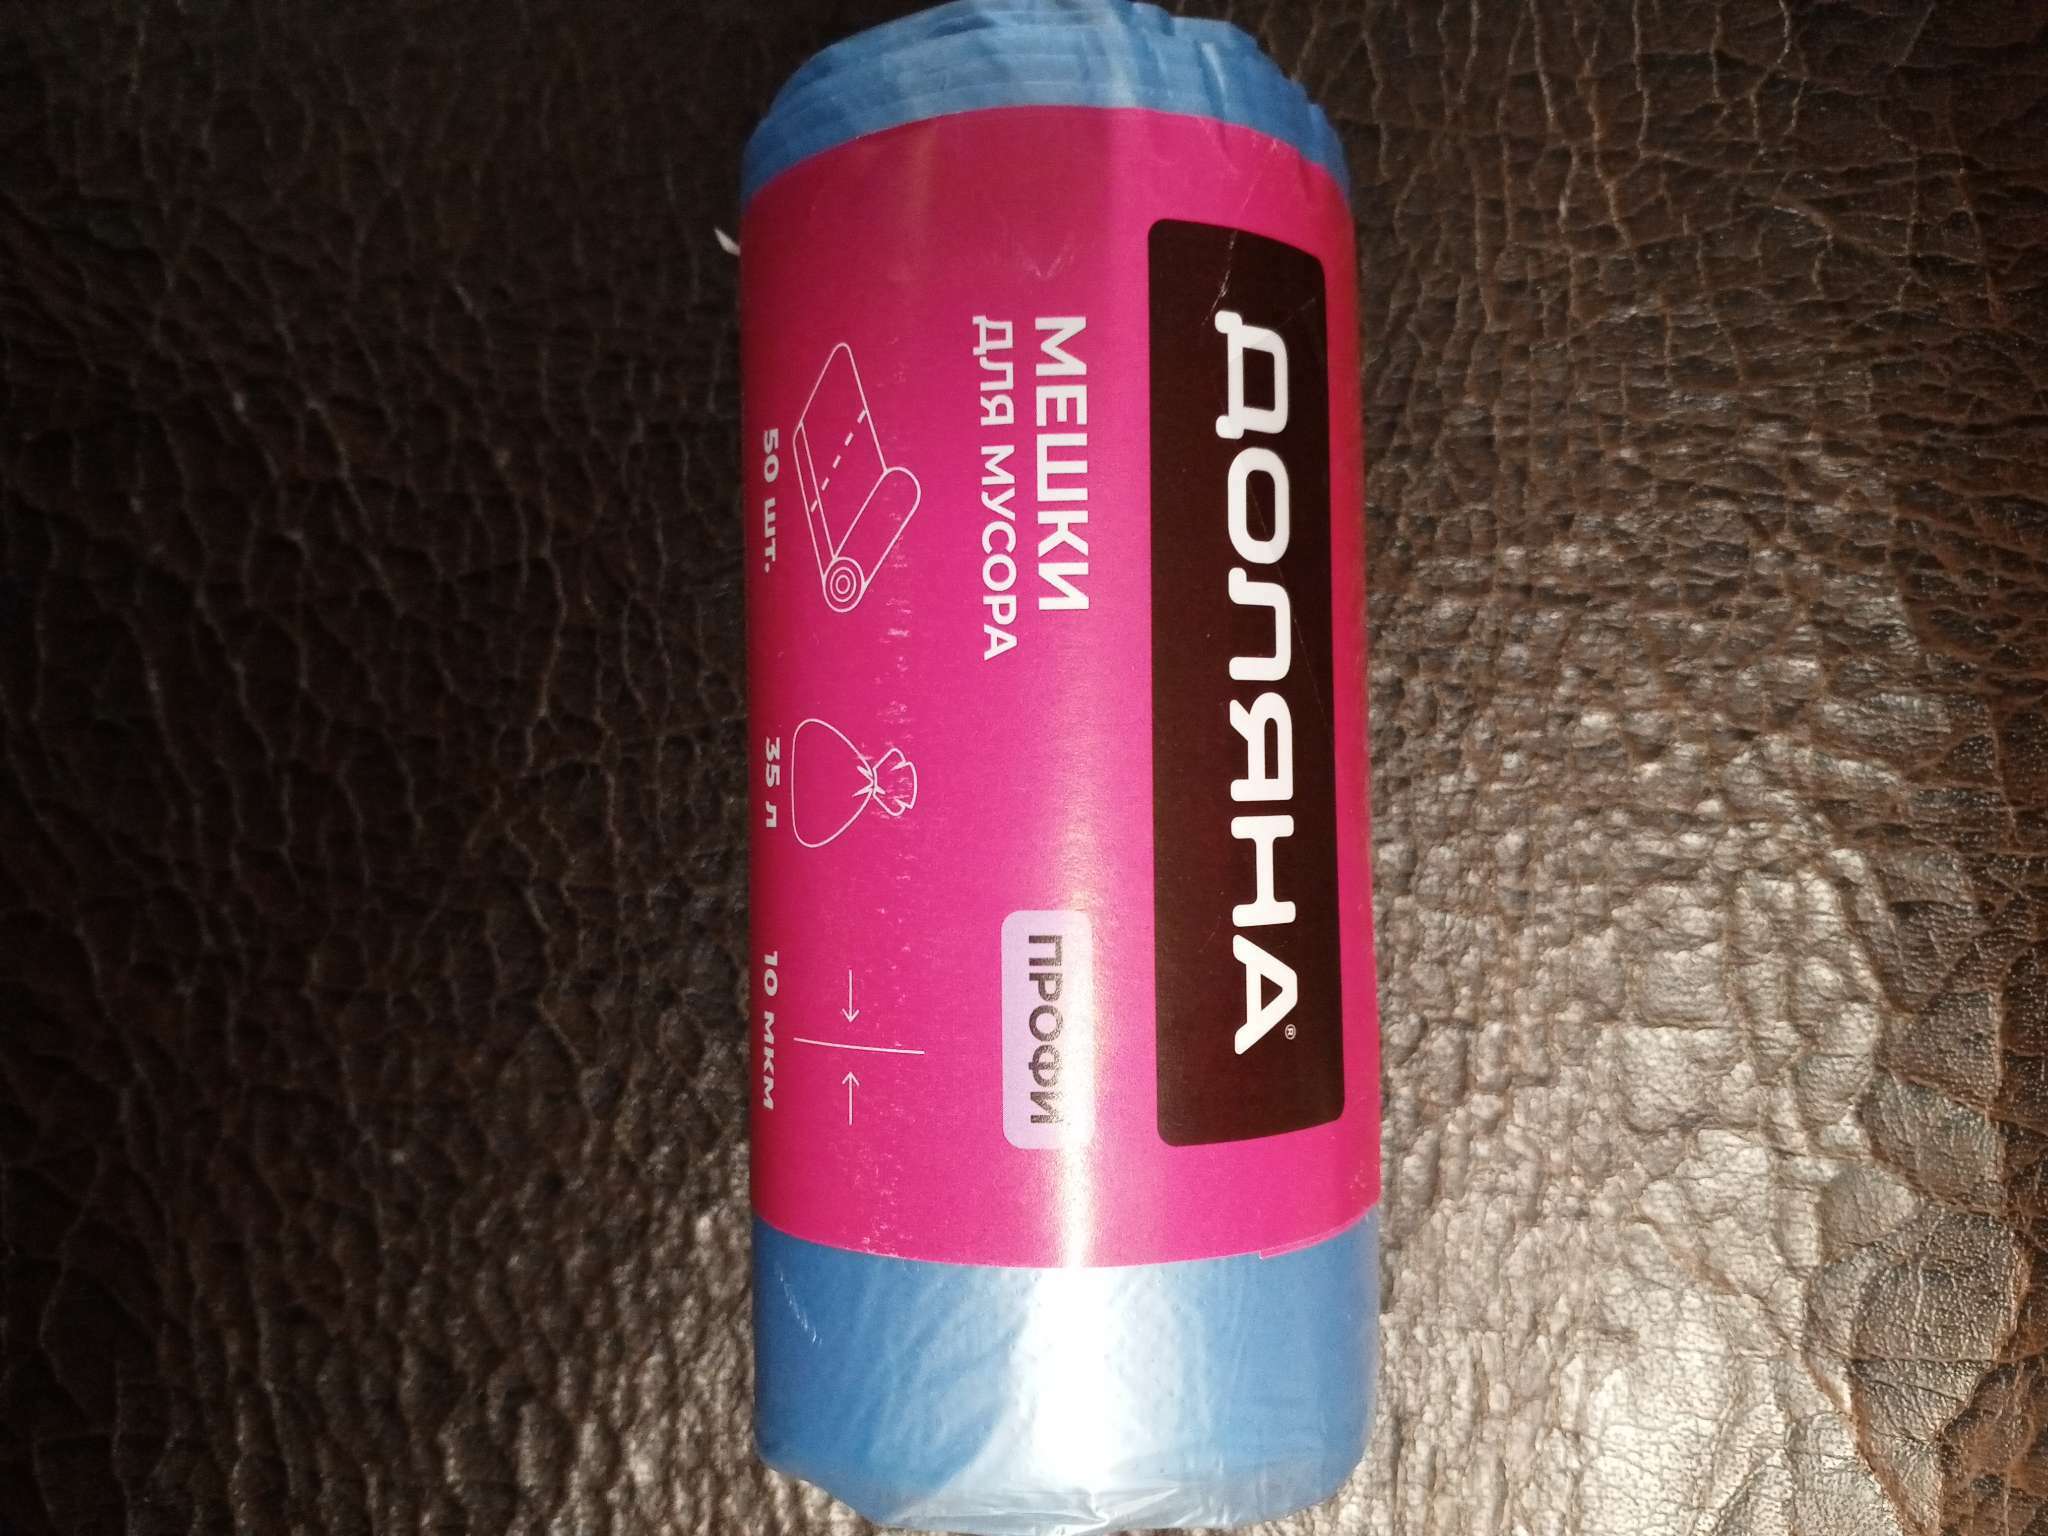 ДОЛЯНА®
МЕШКИ
ДЛЯ МУСОРА
ПРОФИ
50 шт.
35 л
10 мкм